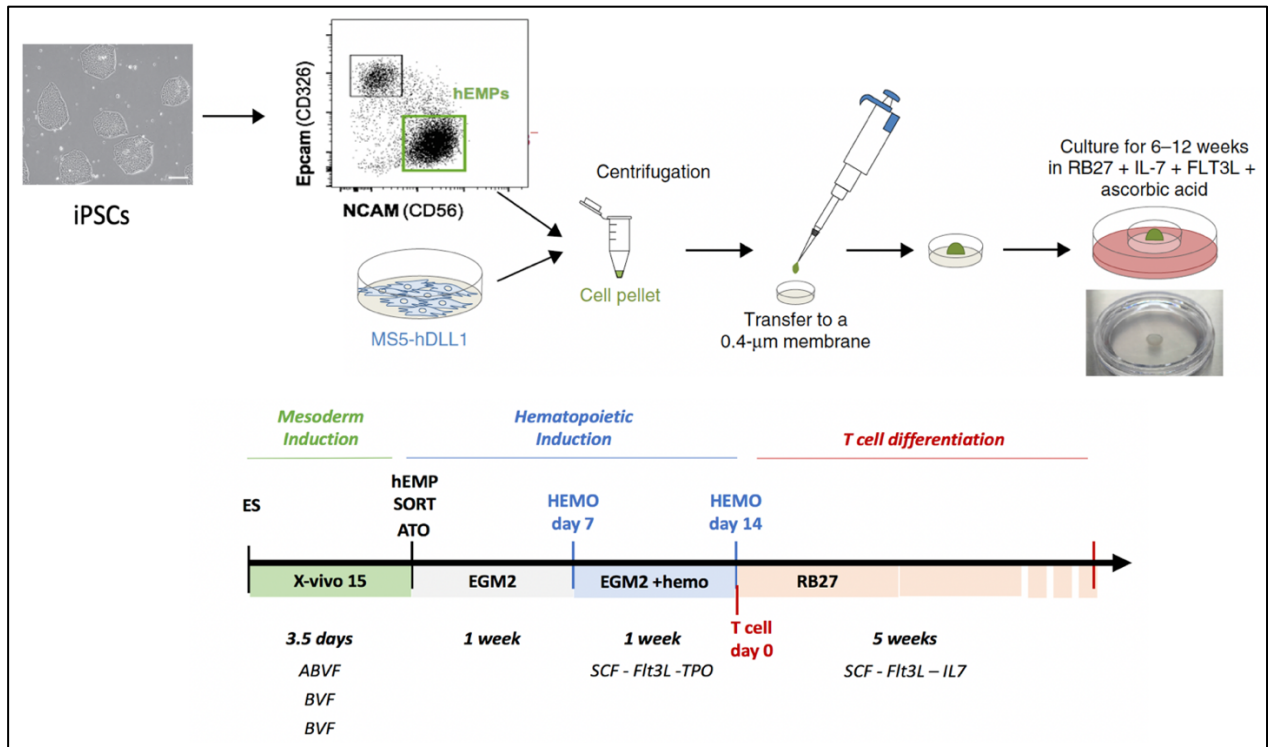 iPSCs
Epcam (CD326)
hEMPs
NCAM (CD56)
MS5-hDLL1
Centrifugation
Cell pellet
Transfer to a
0.4-μm membrane
Culture for 6–12 weeks
in RB27 + IL-7 + FLT3L +
ascorbic acid
Mesoderm
Induction
Hematopoietic
Induction
T cell differentiation
ES
hEMP
SORT
ATO
HEMO
day 7
HEMO
day 14
X-vivo 15
EGM2
EGM2 +hemo
RB27
T cell
day 0
3.5 days
1 week
1 week
5 weeks
ABVF
BVF
BVF
SCF - Flt3L -TPO
SCF - Flt3L – IL7